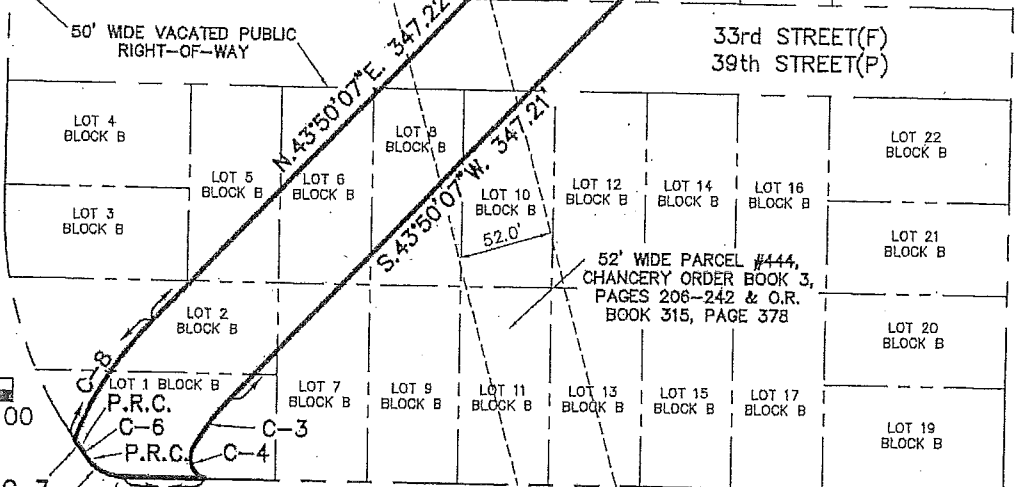 50' WIDE VACATED PUBLIC
RIGHT-OF-WAY
N.43°50'07"E. 347.22'
S.43°50'07"W. 347.21'
33rd STREET(F)
39th STREET(P)
LOT 4
BLOCK B
LOT 3
BLOCK B
LOT 5
BLOCK B
LOT 6
BLOCK B
LOT 8
BLOCK B
LOT 10
BLOCK B
52.0'
LOT 12
BLOCK B
LOT 14
BLOCK B
LOT 16
BLOCK B
LOT 22
BLOCK B
LOT 21
BLOCK B
52' WIDE PARCEL #444,
CHANCERY ORDER BOOK 3,
PAGES 206-242 & O.R.
BOOK 315, PAGE 378
LOT 2
BLOCK B
LOT 20
BLOCK B
C-8
LOT 1 BLOCK B
P.R.C.
C-6
P.R.C.
C-4
C-3
LOT 7
BLOCK B
LOT 9
BLOCK B
LOT 11
BLOCK B
LOT 13
BLOCK B
LOT 15
BLOCK B
LOT 17
BLOCK B
LOT 19
BLOCK B
00